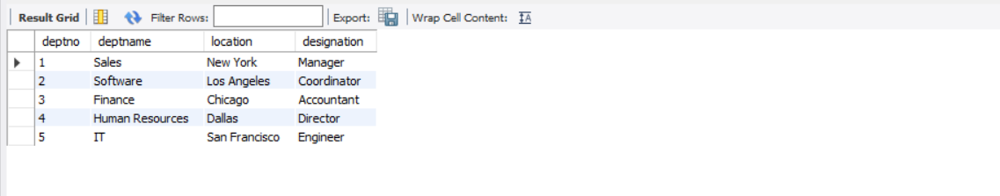 Result Grid Filter Rows: Export: Wrap Cell Content: IA
deptno deptname location designation
1 Sales New York Manager
2 Software Los Angeles Coordinator
3 Finance Chicago Accountant
4 Human Resources Dallas Director
5 IT San Francisco Engineer